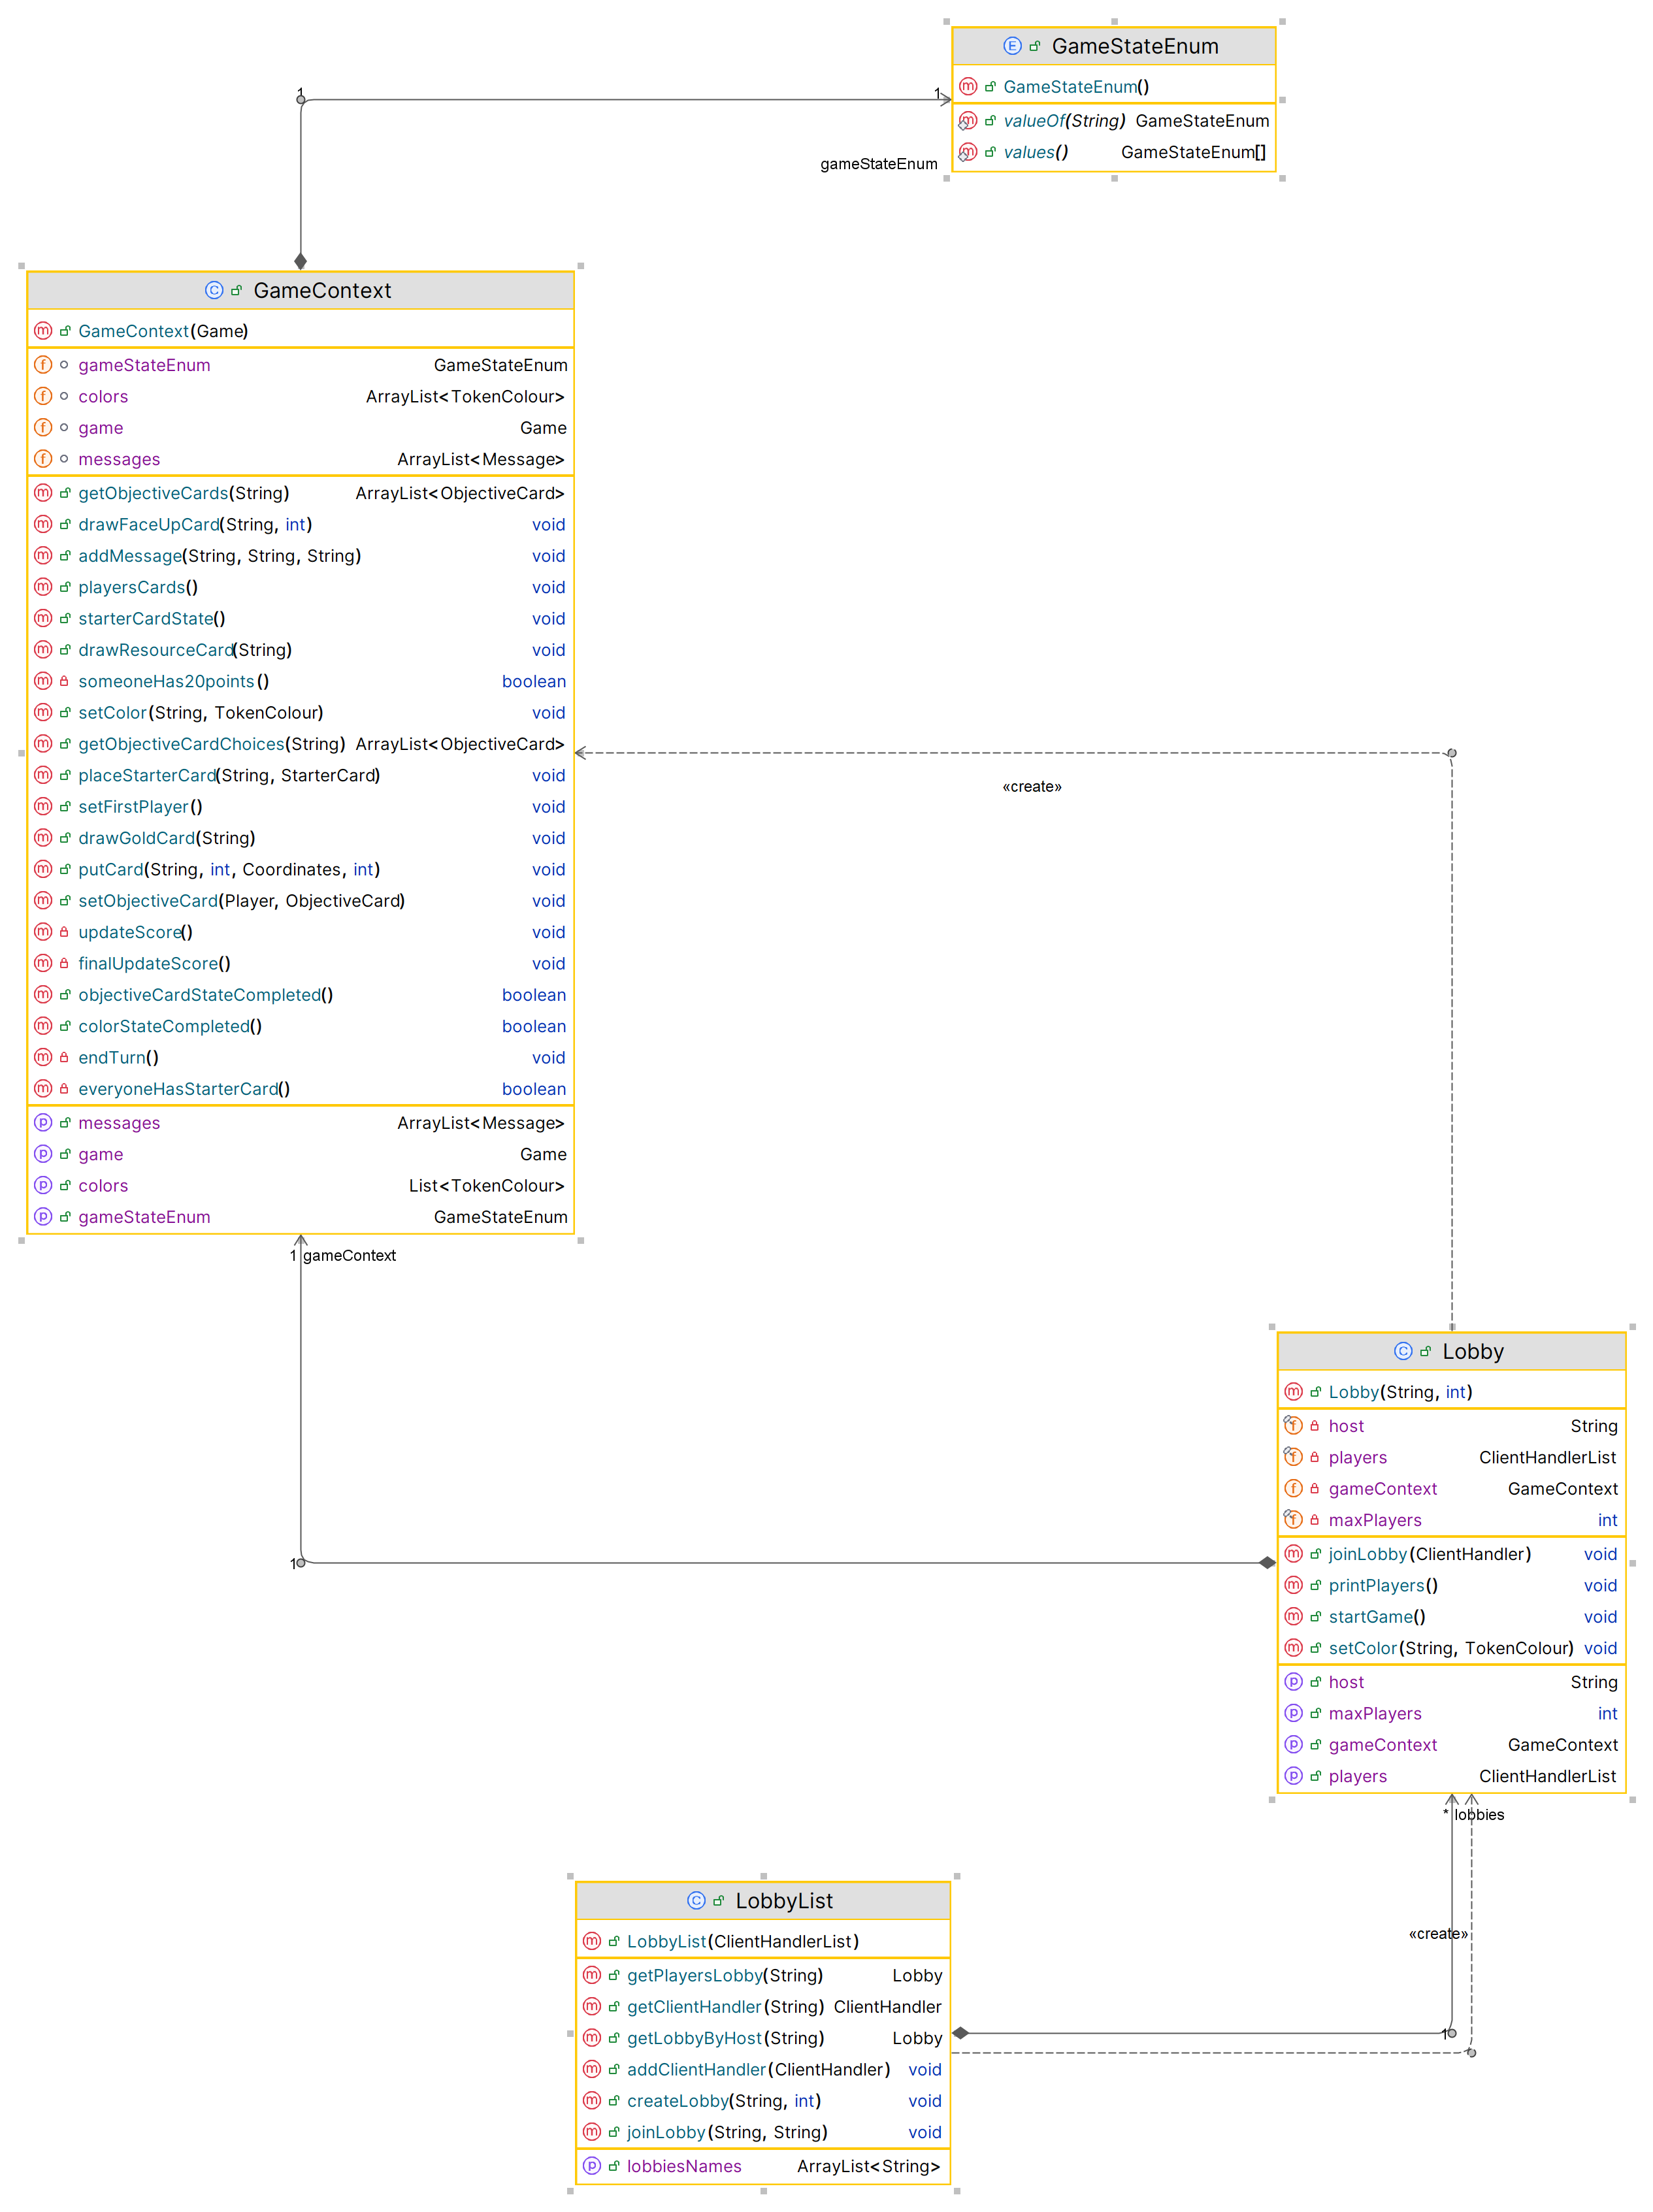 GameStateEnum
GameStateEnum()
valueOf(String) GameStateEnum
values() GameStateEnum[]
1
1
gameStateEnum
GameContext
GameContext(Game)
gameStateEnum GameStateEnum
colors ArrayList<TokenColour>
game Game
messages ArrayList<Message>
getObjectiveCards(String) ArrayList<ObjectiveCard>
drawFaceUpCard(String, int) void
addMessage(String, String, String) void
playersCards() void
starterCardState() void
drawResourceCard(String) void
someoneHas20points() boolean
setColor(String, TokenColour) void
getObjectiveCardChoices(String) ArrayList<ObjectiveCard>
placeStarterCard(String, StarterCard) void
setFirstPlayer() void
drawGoldCard(String) void
putCard(String, int, Coordinates, int) void
setObjectiveCard(Player, ObjectiveCard) void
updateScore() void
finalUpdateScore() void
objectiveCardStateCompleted() boolean
colorStateCompleted() boolean
endTurn() void
everyoneHasStarterCard() boolean
messages ArrayList<Message>
game Game
colors List<TokenColour>
gameStateEnum GameStateEnum
«create»
1 gameContext
1
Lobby
Lobby(String, int)
host String
players ClientHandlerList
gameContext GameContext
maxPlayers int
joinLobby(ClientHandler) void
printPlayers() void
startGame() void
setColor(String, TokenColour) void
host String
maxPlayers int
gameContext GameContext
players ClientHandlerList
* lobbies
«create»
1
LobbyList
LobbyList(ClientHandlerList)
getPlayersLobby(String) Lobby
getClientHandler(String) ClientHandler
getLobbyByHost(String) Lobby
addClientHandler(ClientHandler) void
createLobby(String, int) void
joinLobby(String, String) void
lobbiesNames ArrayList<String>